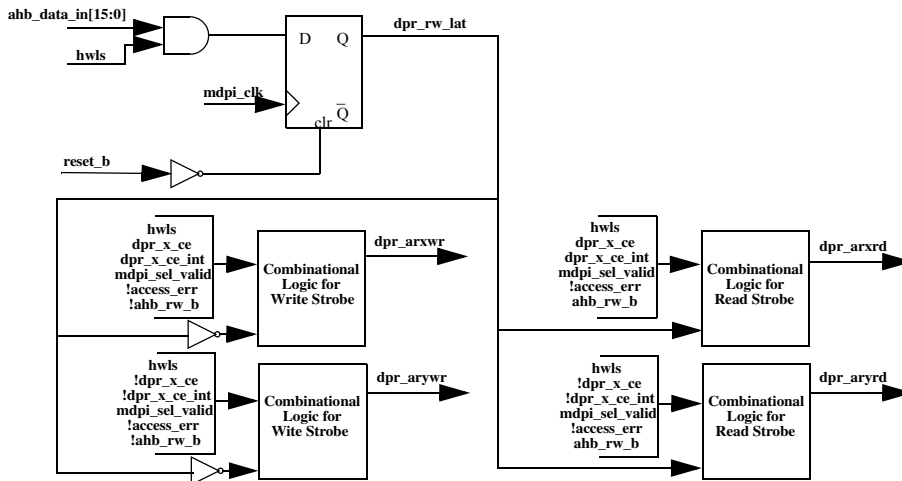 ahb_data_in[15:0]
hwls
dpr_rw_lat
D
Q
mdpi_clk
Q
clr
reset_b
hwls
dpr_x_ce
dpr_x_ce_int
mdpi_sel_valid
!access_err
!ahb_rw_b
Combinational
Logic for
Write Strobe
dpr_arxwr
hwls
dpr_x_ce
dpr_x_ce_int
mdpi_sel_valid
!access_err
ahb_rw_b
Combinational
Logic for
Read Strobe
dpr_arxrd
hwls
!dpr_x_ce
!dpr_x_ce_int
mdpi_sel_valid
!access_err
!ahb_rw_b
Combinational
Logic for
Wite Strobe
dpr_arywr
hwls
!dpr_x_ce
!dpr_x_ce_int
mdpi_sel_valid
!access_err
ahb_rw_b
Combinational
Logic for
Read Strobe
dpr_aryrd